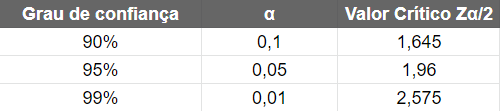 Grau de confiança α Valor Crítico Zα/2
90% 0,1 1,645
95% 0,05 1,96
99% 0,01 2,575